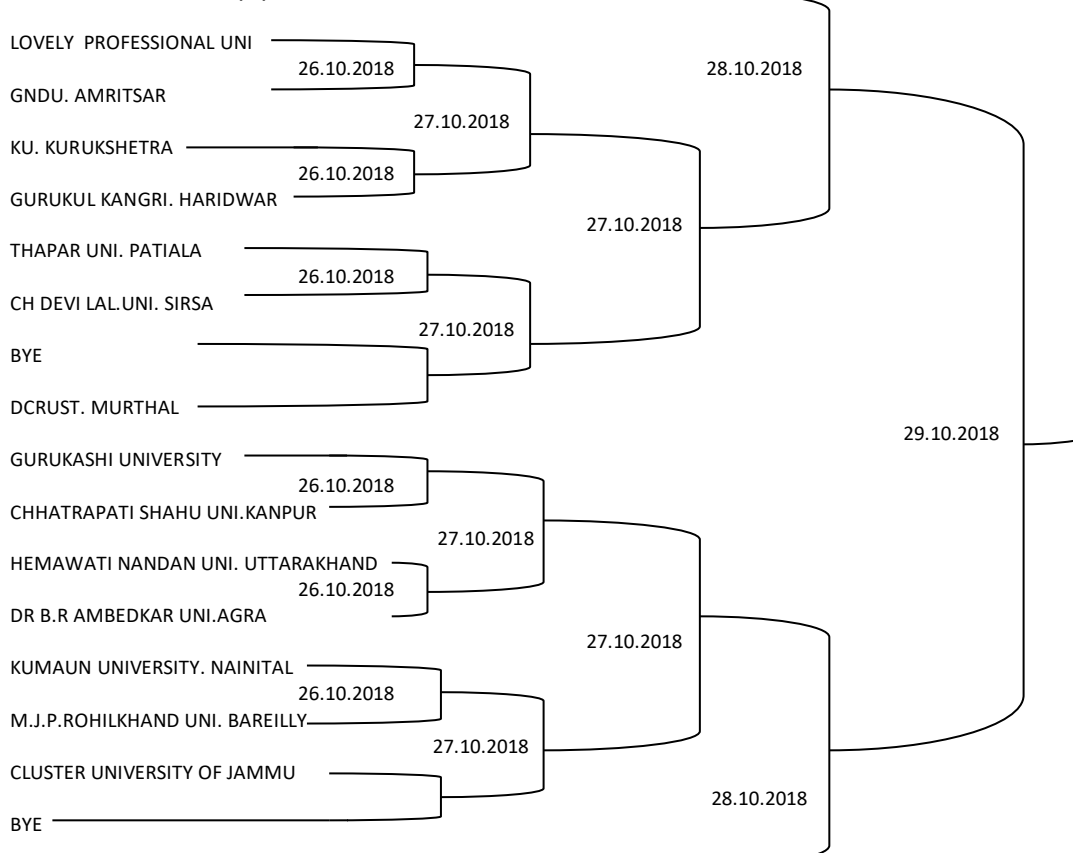 LOVELY PROFESSIONAL UNI
26.10.2018
28.10.2018
GNDU. AMRITSAR
27.10.2018
KU. KURUKSHETRA
26.10.2018
GURUKUL KANGRI. HARIDWAR
27.10.2018
THAPAR UNI. PATIALA
26.10.2018
CH DEVI LAL.UNI. SIRSA
27.10.2018
BYE
DCRUST. MURTHAL
29.10.2018
GURUKASHI UNIVERSITY
26.10.2018
CHHATRAPATI SHAHU UNI.KANPUR
27.10.2018
HEMAWATI NANDAN UNI. UTTARAKHAND
26.10.2018
DR B.R AMBEDKAR UNI.AGRA
27.10.2018
KUMAUN UNIVERSITY. NAINITAL
26.10.2018
M.J.P.ROHILKHAND UNI. BAREILLY
27.10.2018
CLUSTER UNIVERSITY OF JAMMU
28.10.2018
BYE